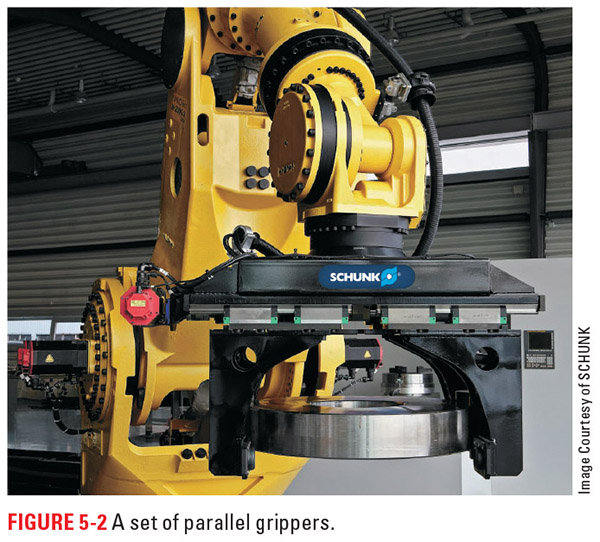 SCHUNK
Image Courtesy of SCHUNK
FIGURE 5-2 A set of parallel grippers.